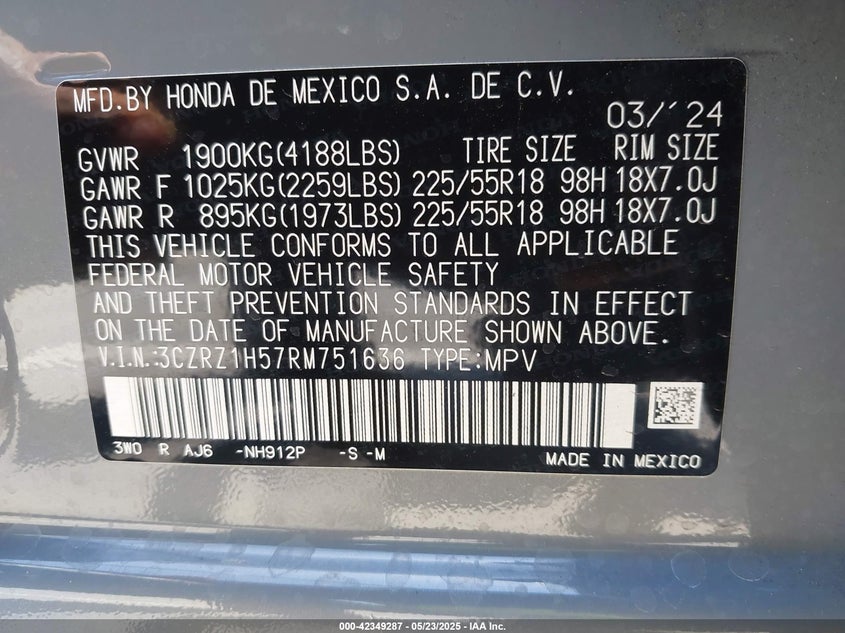 MFD.BY HONDA DE MEXICO S.A. DE C.V.
03/'24
GVWR 1900KG(4188LBS) TIRE SIZE RIM SIZE
GAWR F 1025KG(2259LBS) 225/55R18 98H 18X7.0J
GAWR R 895KG(1973LBS) 225/55R18 98H 18X7.0J
THIS VEHICLE CONFORMS TO ALL APPLICABLE
FEDERAL MOTOR VEHICLE SAFETY
AND THEFT PREVENTION STANDARDS IN EFFECT
ON THE DATE OF MANUFACTURE SHOWN ABOVE.
V.I.N.:3CZRZ1H57RM751636 TYPE:MPV
3W0 R AJ6 -NH912P -S -M
MADE IN MEXICO
000-42349287 - 05/23/2025 - IAA Inc.